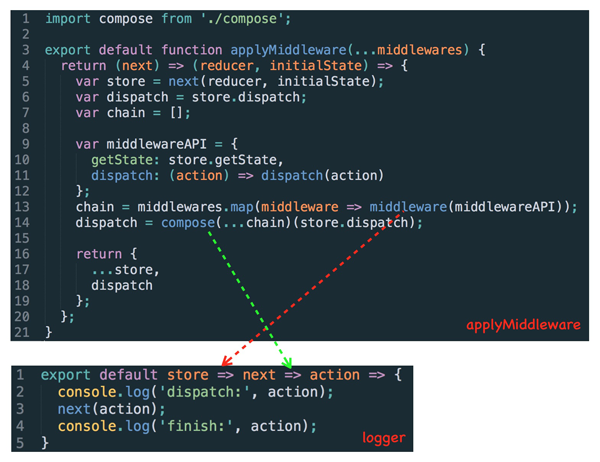 1 import compose from './compose';
2
3 export default function applyMiddleware(...middlewares) {
4   return (next) => (reducer, initialState) => {
5     var store = next(reducer, initialState);
6     var dispatch = store.dispatch;
7     var chain = [];
8
9     var middlewareAPI = {
10       getState: store.getState,
11       dispatch: (action) => dispatch(action)
12     };
13     chain = middlewares.map(middleware => middleware(middlewareAPI));
14     dispatch = compose(...chain)(store.dispatch);
15
16     return {
17       ...store,
18       dispatch
19     };
20   };
21 }
applyMiddleware
1 export default store => next => action => {
2   console.log('dispatch:', action);
3   next(action);
4   console.log('finish:', action);
5 }
logger